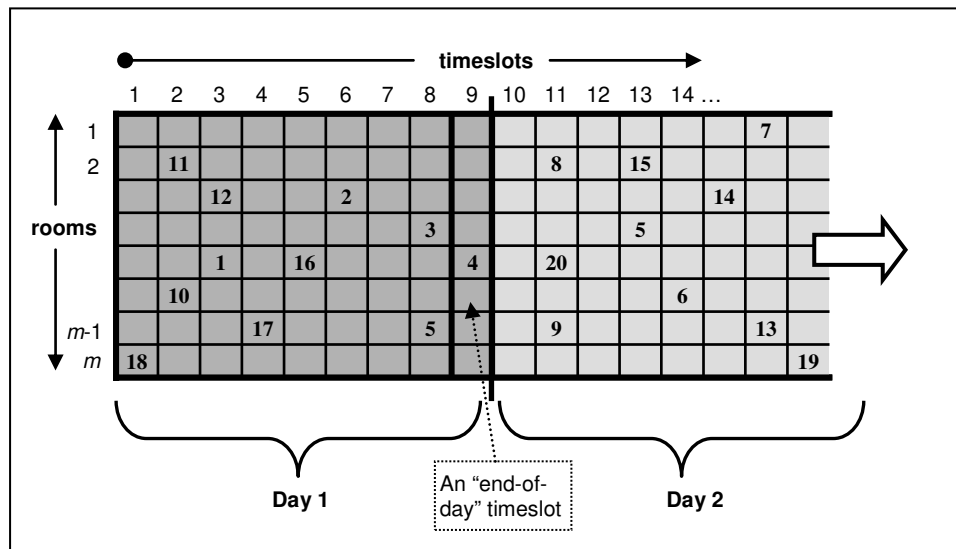 timeslots
1 2 3 4 5 6 7 8 9 10 11 12 13 14 ...
1 7
2 11 8 15
12 2 14
rooms 3 5
1 16 4 20
10 6
m-1 17 5 9 13
m 18 19
Day 1
An “end-of-
day” timeslot
Day 2